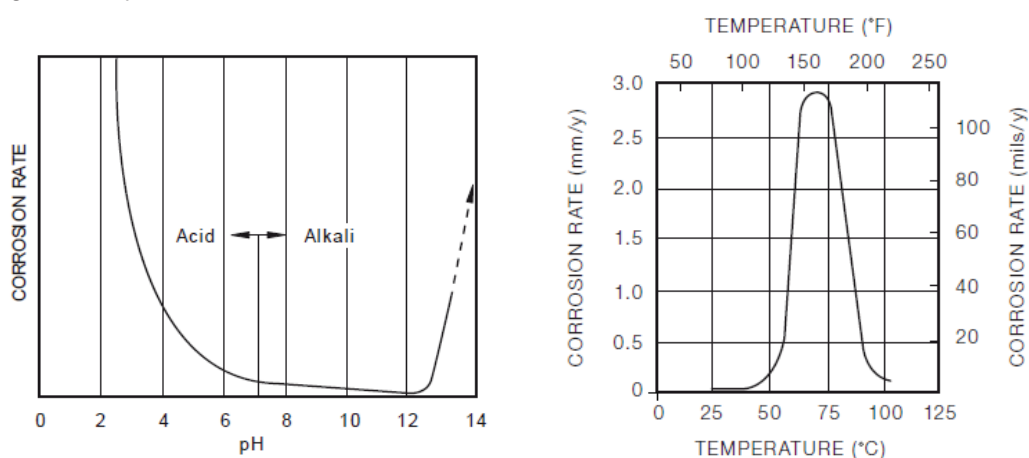 CORROSION RATE
Acid
Alkali
0 2 4 6 8 10 12 14
pH
TEMPERATURE (°F)
50 100 150 200 250
CORROSION RATE (mm/y)
3.0
2.5
2.0
1.5
1.0
0.5
0
100
80
60
40
20
CORROSION RATE (mils/y)
0 25 50 75 100 125
TEMPERATURE (°C)